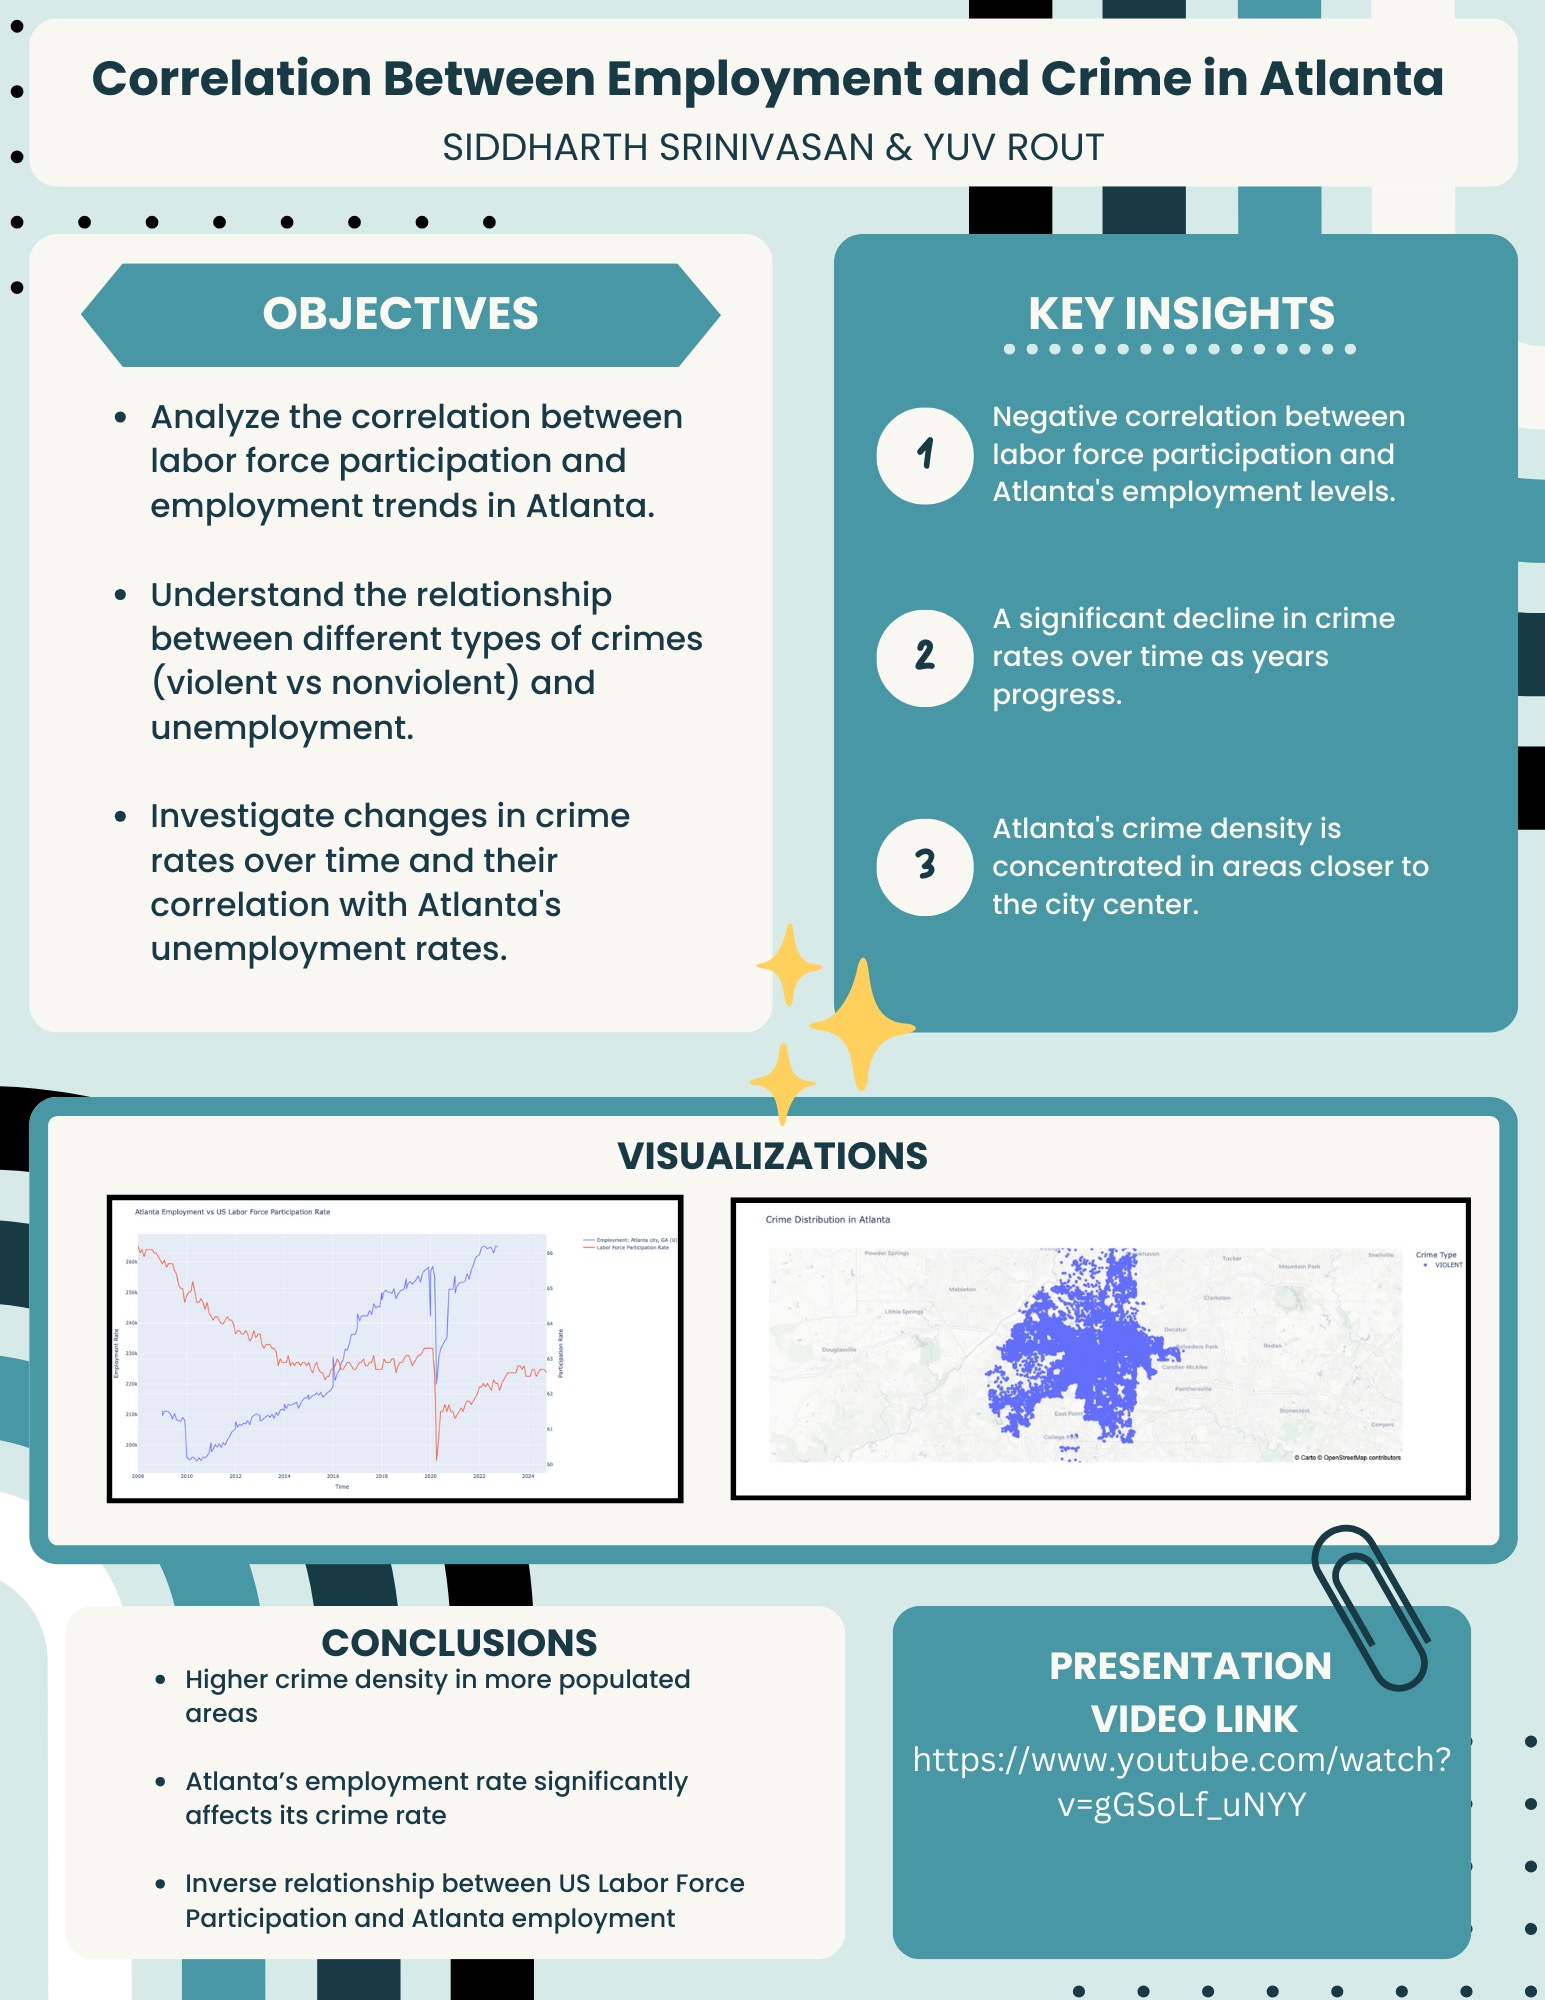 Correlation Between Employment and Crime in Atlanta
SIDDHARTH SRINIVASAN & YUV ROUT
OBJECTIVES
• Analyze the correlation between
labor force participation and
employment trends in Atlanta.
• Understand the relationship
between different types of crimes
(violent vs nonviolent) and
unemployment.
• Investigate changes in crime
rates over time and their
correlation with Atlanta's
unemployment rates.
KEY INSIGHTS
1
Negative correlation between
labor force participation and
Atlanta's employment levels.
2
A significant decline in crime
rates over time as years
progress.
3
Atlanta's crime density is
concentrated in areas closer to
the city center.
VISUALIZATIONS
Atlanta Employment vs US Labor Force Participation Rate
Employment: Atlanta city, GA (U)
Labor Force Participation Rate
260k
250k
240k
230k
220k
210k
200k
Employment Rate
66
65
64
63
62
61
60
Participation Rate
2008 2010 2012 2014 2016 2018 2020 2022 2024
Time
Crime Distribution in Atlanta
Crime Type
VIOLENT
Powder Springs
Tucker
Snellville
Mountain Park
Mableton
Clarkston
Lithia Springs
Decatur
Belvedere Park
Redan
Douglasville
Candler-McAfee
Panthersville
East Point
Stonecrest
Conyers
College Park
© Carto © OpenStreetMap contributors
CONCLUSIONS
• Higher crime density in more populated
areas
• Atlanta’s employment rate significantly
affects its crime rate
• Inverse relationship between US Labor Force
Participation and Atlanta employment
PRESENTATION
VIDEO LINK
https://www.youtube.com/watch?
v=gGSoLf_uNYY